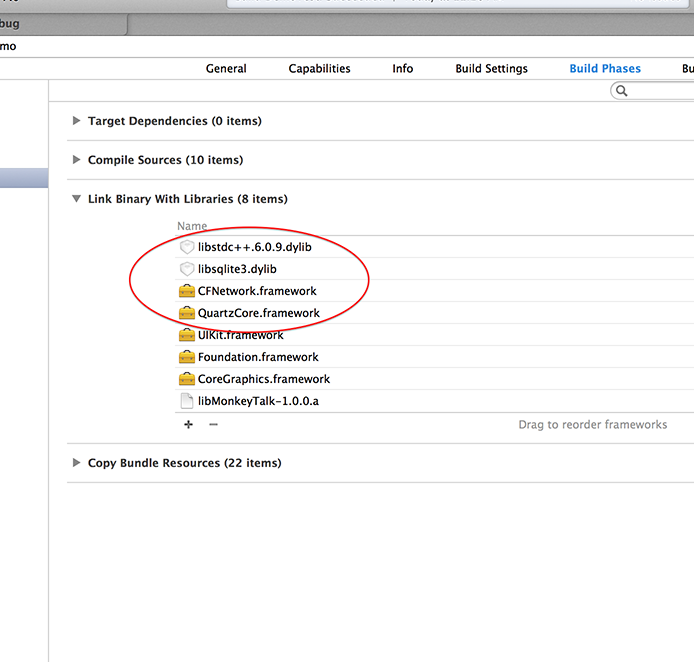 bug
mo
General Capabilities Info Build Settings Build Phases Bu
Target Dependencies (0 items)
Compile Sources (10 items)
Link Binary With Libraries (8 items)
Name
libstdc++.6.0.9.dylib
libsqlite3.dylib
CFNetwork.framework
QuartzCore.framework
UIKit.framework
Foundation.framework
CoreGraphics.framework
libMonkeyTalk-1.0.0.a
+ − Drag to reorder frameworks
Copy Bundle Resources (22 items)